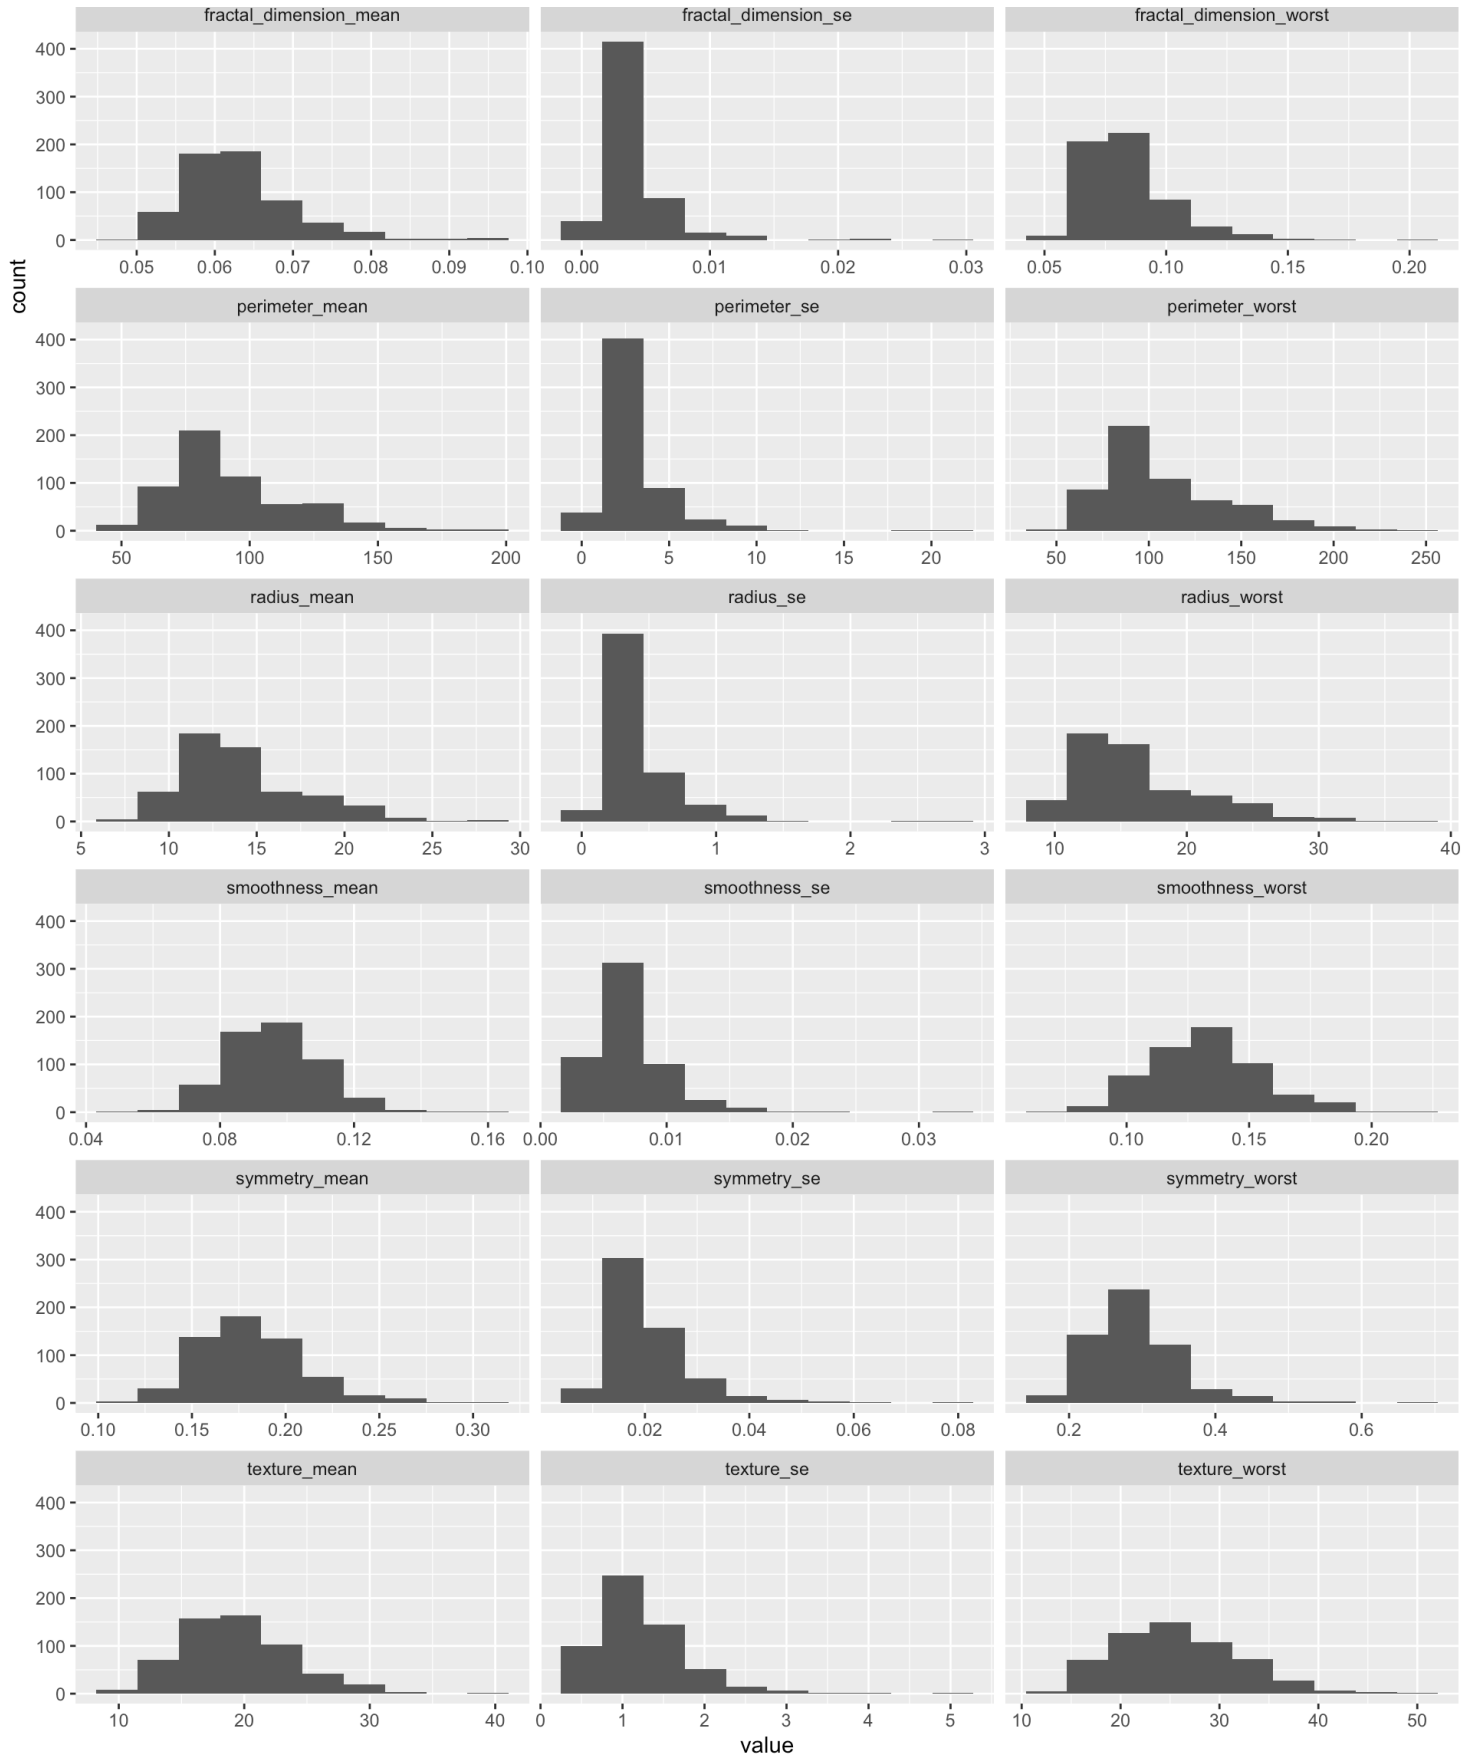 fractal_dimension_mean fractal_dimension_se fractal_dimension_worst
400
300
200
100
0
0.05 0.06 0.07 0.08 0.09 0.10 0.00 0.01 0.02 0.03 0.05 0.10 0.15 0.20
count
perimeter_mean perimeter_se perimeter_worst
400
300
200
100
0
50 100 150 200 0 5 10 15 20 50 100 150 200 250
radius_mean radius_se radius_worst
400
300
200
100
0
5 10 15 20 25 30 0 1 2 3 10 20 30 40
smoothness_mean smoothness_se smoothness_worst
400
300
200
100
0
0.04 0.08 0.12 0.16 0.00 0.01 0.02 0.03 0.10 0.15 0.20
symmetry_mean symmetry_se symmetry_worst
400
300
200
100
0
0.10 0.15 0.20 0.25 0.30 0.02 0.04 0.06 0.08 0.2 0.4 0.6
texture_mean texture_se texture_worst
400
300
200
100
0
10 20 30 40 0 1 2 3 4 5 10 20 30 40 50
value